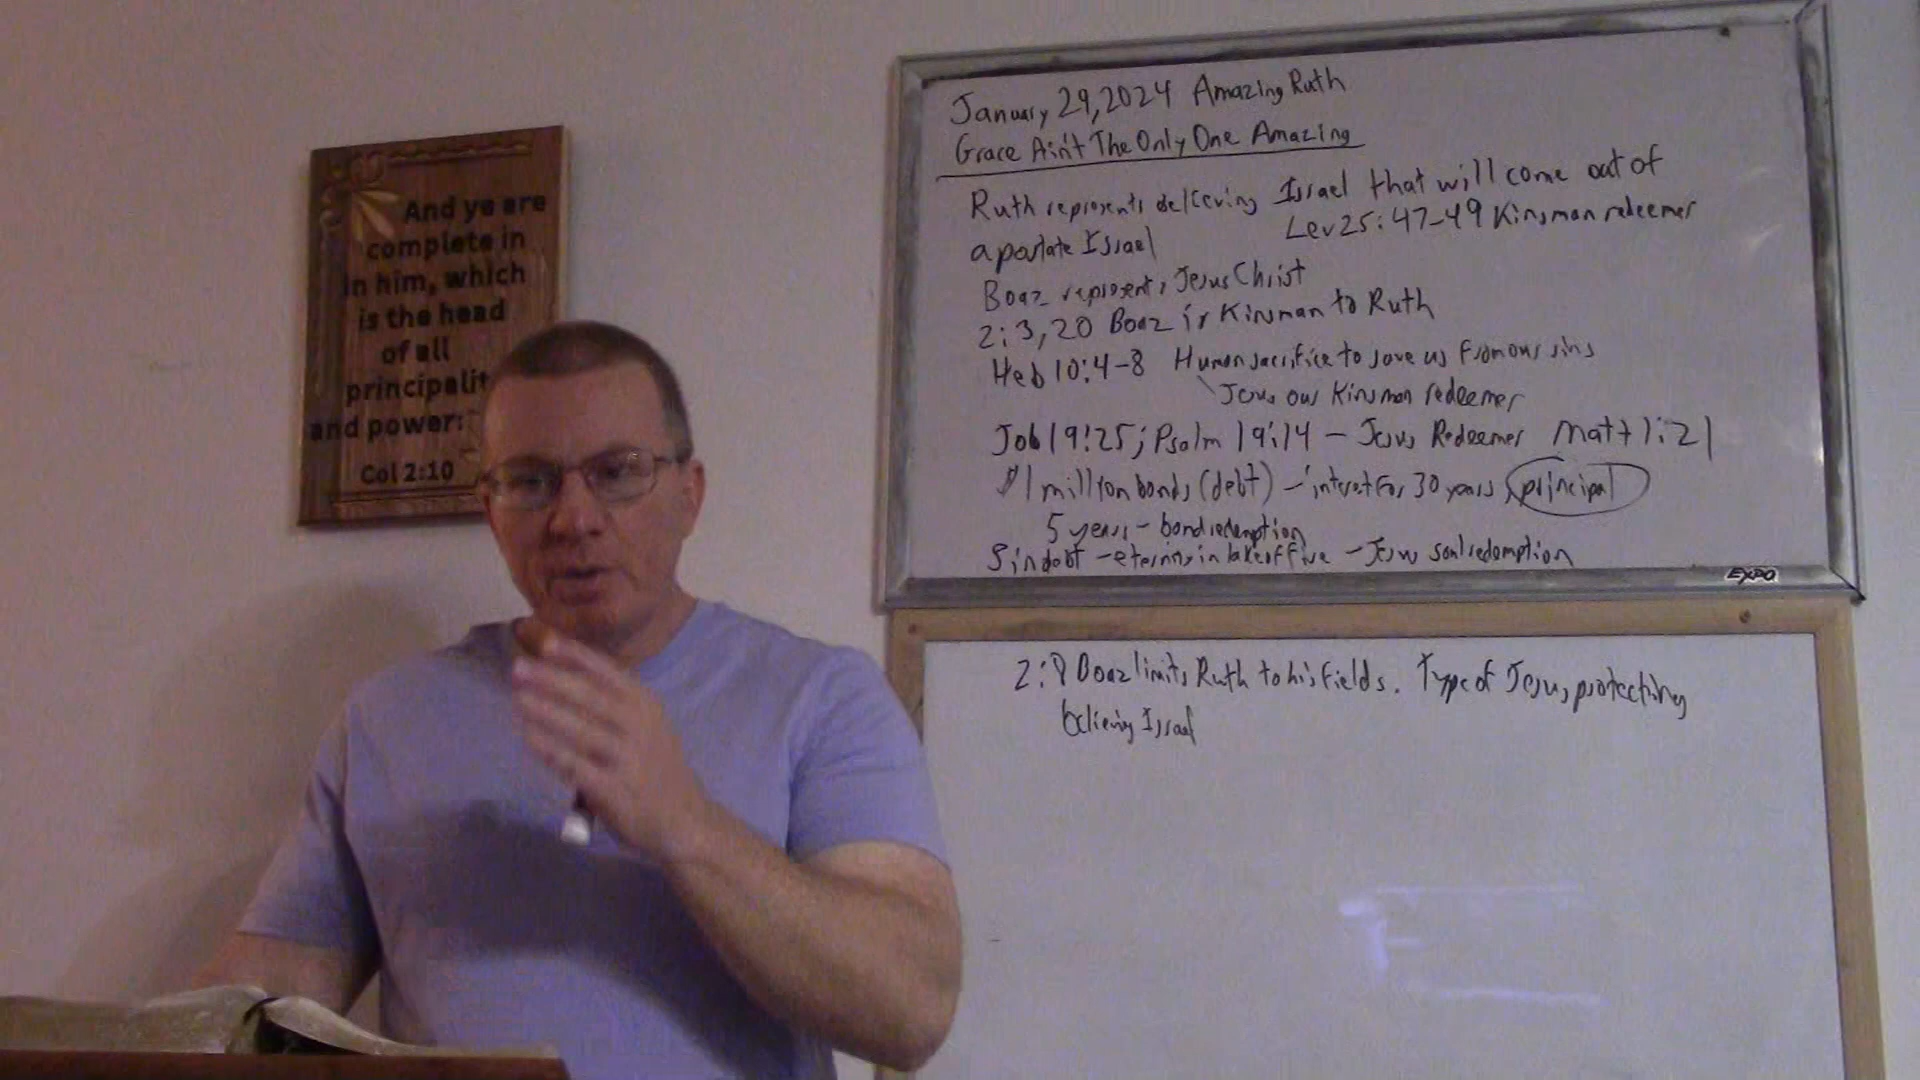 And ye are
complete in
in him, which
is the head
of all
principalit
and power:
Col 2:10
January 29, 2024 Amazing Ruth
Grace Ain't The Only One Amazing
Ruth represents believing Israel that will come out of
apostate Israel
Lev 25:47-49 Kinsman redeemer
Boaz represents Jesus Christ
2:3,20 Boaz is Kinsman to Ruth
Heb 10:4-8 Human sacrifice to save us from our sins
Jesus our Kinsman redeemer
Job 19:25; Psalm 19:14 - Jesus Redeemer Matt 1:21
$1 million bonds (debt) - interest for 30 years, principal
5 years - bond redemption
Sin debt - eternity in lake of fire - Jesus soul redemption
EXPO
2:8 Boaz limits Ruth to his fields. Type of Jesus protecting
believing Israel